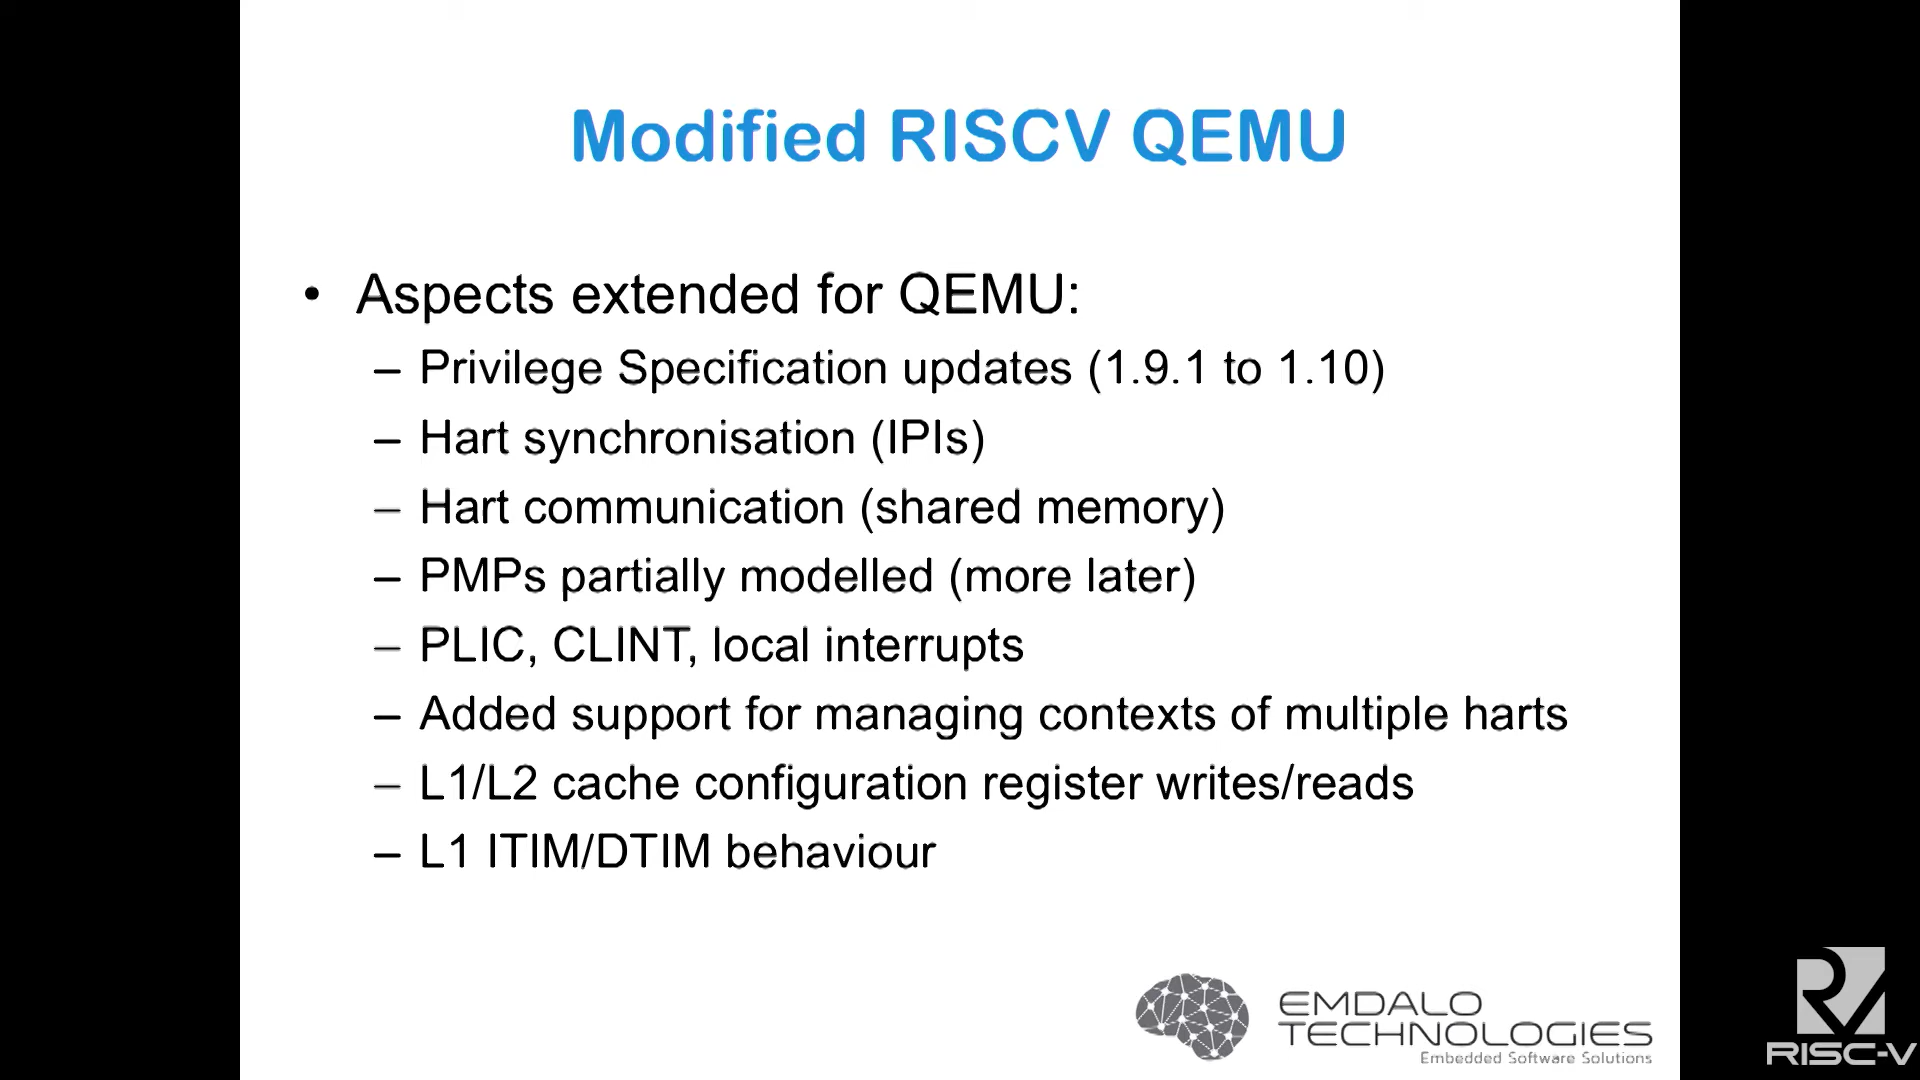 Modified RISCV QEMU
• Aspects extended for QEMU:
– Privilege Specification updates (1.9.1 to 1.10)
– Hart synchronisation (IPIs)
– Hart communication (shared memory)
– PMPs partially modelled (more later)
– PLIC, CLINT, local interrupts
– Added support for managing contexts of multiple harts
– L1/L2 cache configuration register writes/reads
– L1 ITIM/DTIM behaviour
EMDALO
TECHNOLOGIES
Embedded Software Solutions
RISC-V